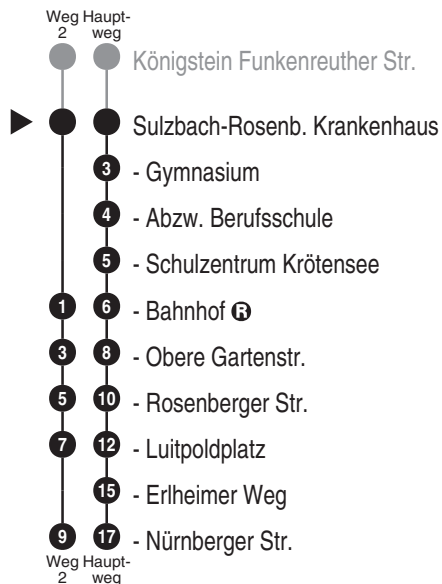 Weg Haupt-
2 weg
Königstein Funkenreuther Str.
Sulzbach-Rosenb. Krankenhaus
3 - Gymnasium
4 - Abzw. Berufsschule
5 - Schulzentrum Krötensee
1 6 - Bahnhof R
3 8 - Obere Gartenstr.
5 10 - Rosenberger Str.
7 12 - Luitpoldplatz
15 - Erlheimer Weg
9 17 - Nürnberger Str.
Weg Haupt-
2 weg